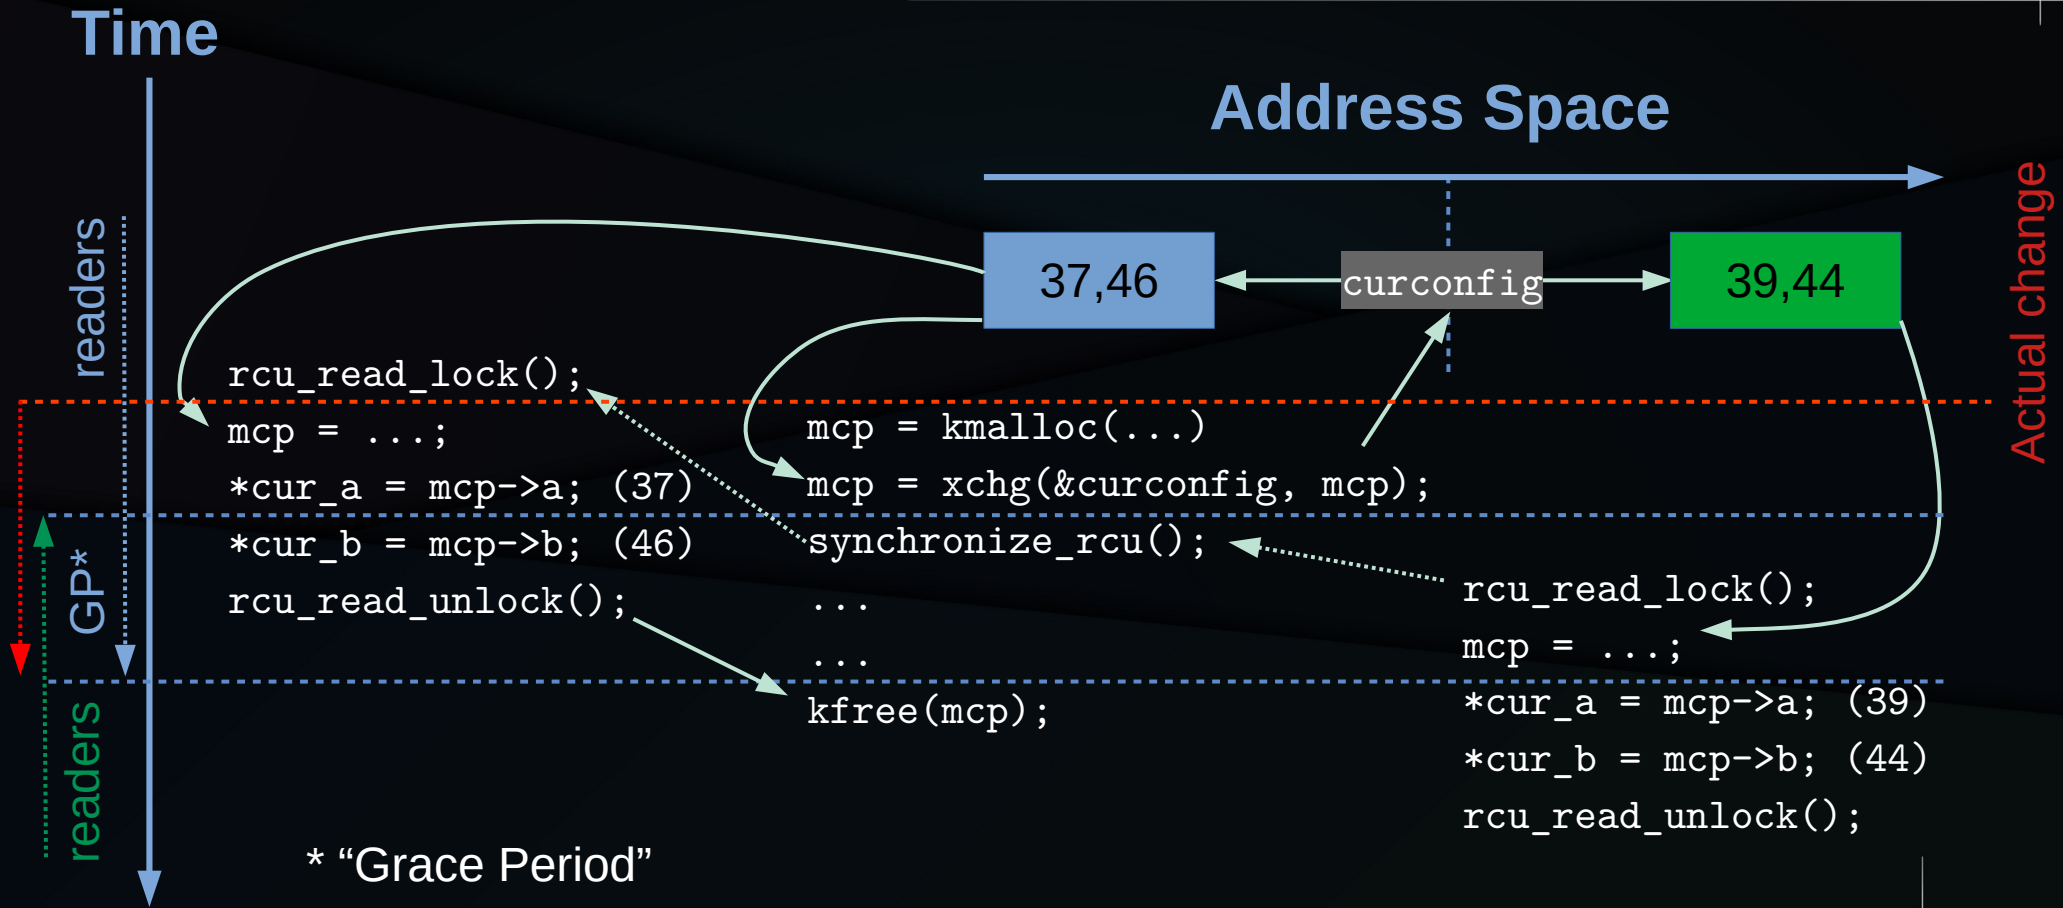 Time
Address Space
readers
37,46
curconfig
39,44
Actual change
rcu_read_lock();
mcp = ...;
*cur_a = mcp->a; (37)
*cur_b = mcp->b; (46)
rcu_read_unlock();
mcp = kmalloc(...)
mcp = xchg(&curconfig, mcp);
synchronize_rcu();
...
...
kfree(mcp);
rcu_read_lock();
mcp = ...;
*cur_a = mcp->a; (39)
*cur_b = mcp->b; (44)
rcu_read_unlock();
GP*
readers
* “Grace Period”